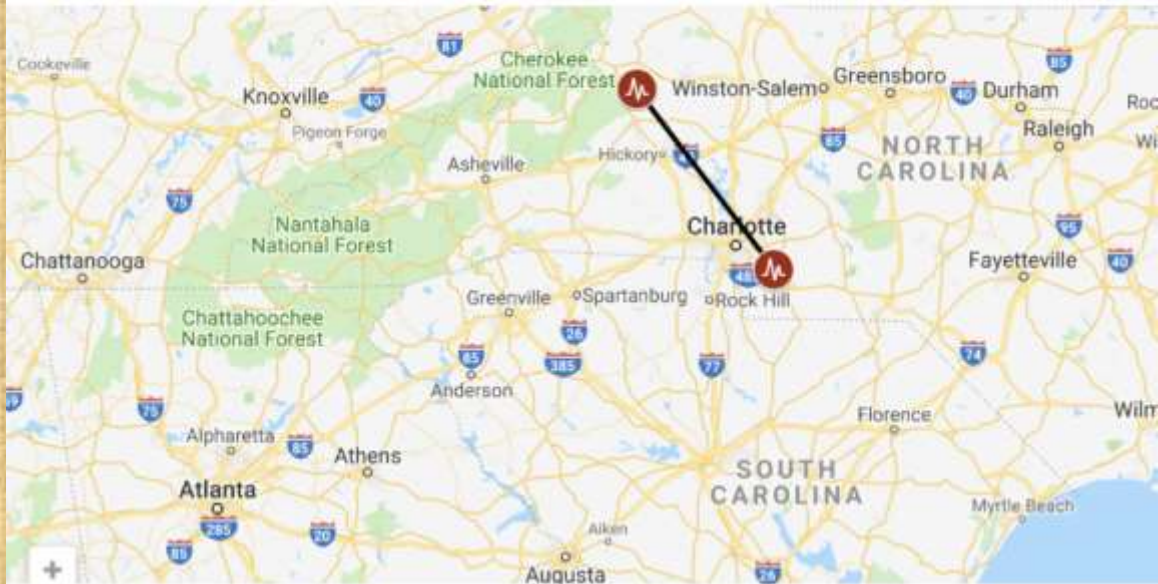 Cookeville
81
Cherokee
National Forest
85
Knoxville
40
Winston-Salem
Greensboro
40
Durham
Pigeon Forge
85
Raleigh
Hickory
NORTH
CAROLINA
Asheville
75
Nantahala
National Forest
Charlotte
95
Chattanooga
Fayetteville
40
Greenville
Spartanburg
Rock Hill
Chattahoochee
National Forest
26
85
385
77
74
Anderson
75
Florence
Wilm
Alpharetta
85
Athens
Atlanta
SOUTH
CAROLINA
285
20
Myrtle Beach
Aiken
85
+
Augusta
26